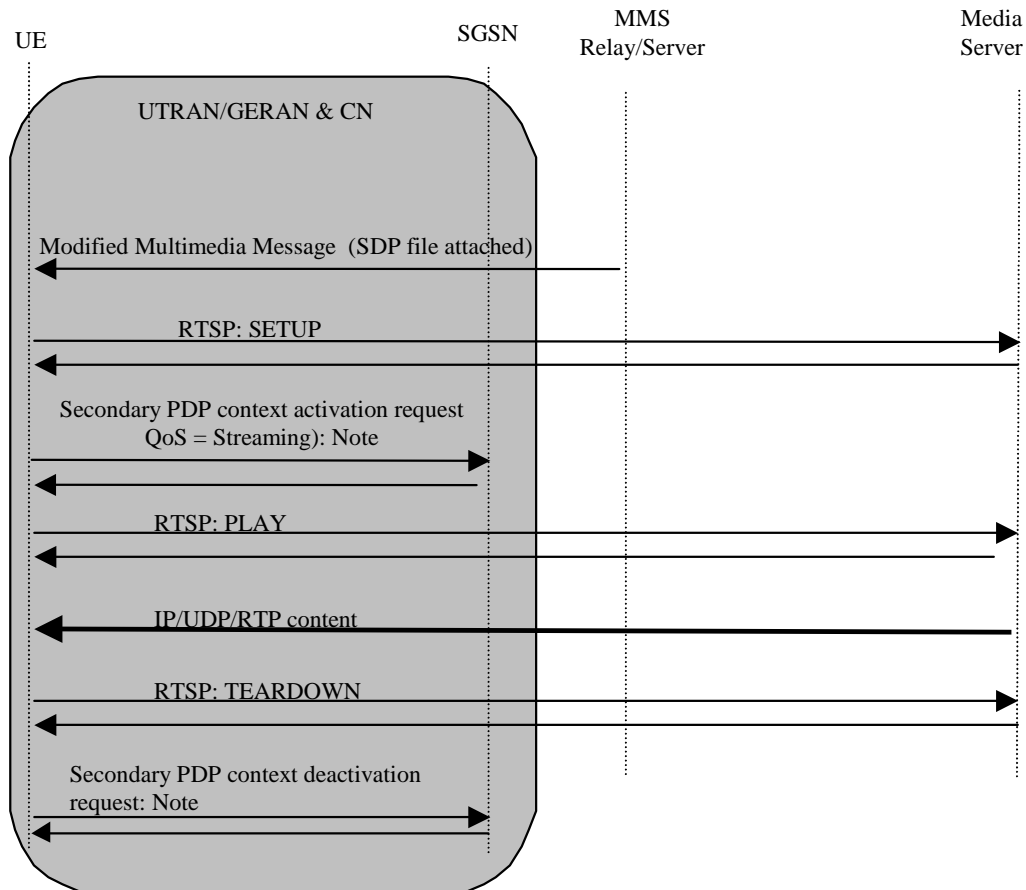 UE
SGSN
MMS
Relay/Server
Media
Server
UTRAN/GERAN & CN
Modified Multimedia Message (SDP file attached)
RTSP: SETUP
Secondary PDP context activation request
QoS = Streaming): Note
RTSP: PLAY
IP/UDP/RTP content
RTSP: TEARDOWN
Secondary PDP context deactivation
request: Note